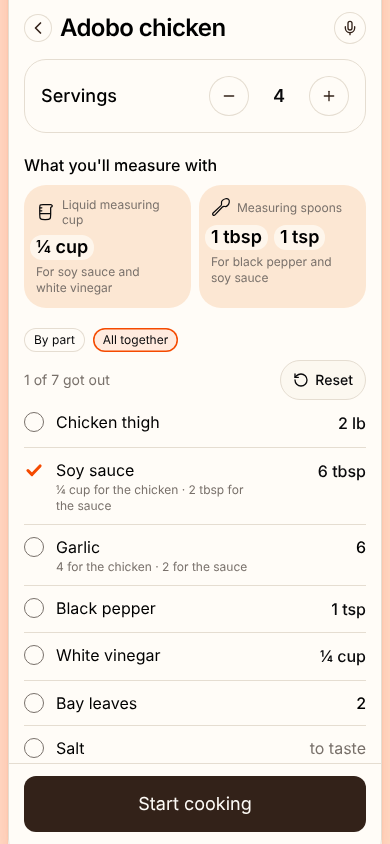 Adobo chicken
Servings
4
What you'll measure with
Liquid measuring
cup
¼ cup
For soy sauce and
white vinegar
Measuring spoons
1 tbsp 1 tsp
For black pepper and
soy sauce
By part
All together
1 of 7 got out
Reset
Chicken thigh
2 lb
Soy sauce
6 tbsp
¼ cup for the chicken · 2 tbsp for
the sauce
Garlic
6
4 for the chicken · 2 for the sauce
Black pepper
1 tsp
White vinegar
¼ cup
Bay leaves
2
Salt
to taste
Start cooking